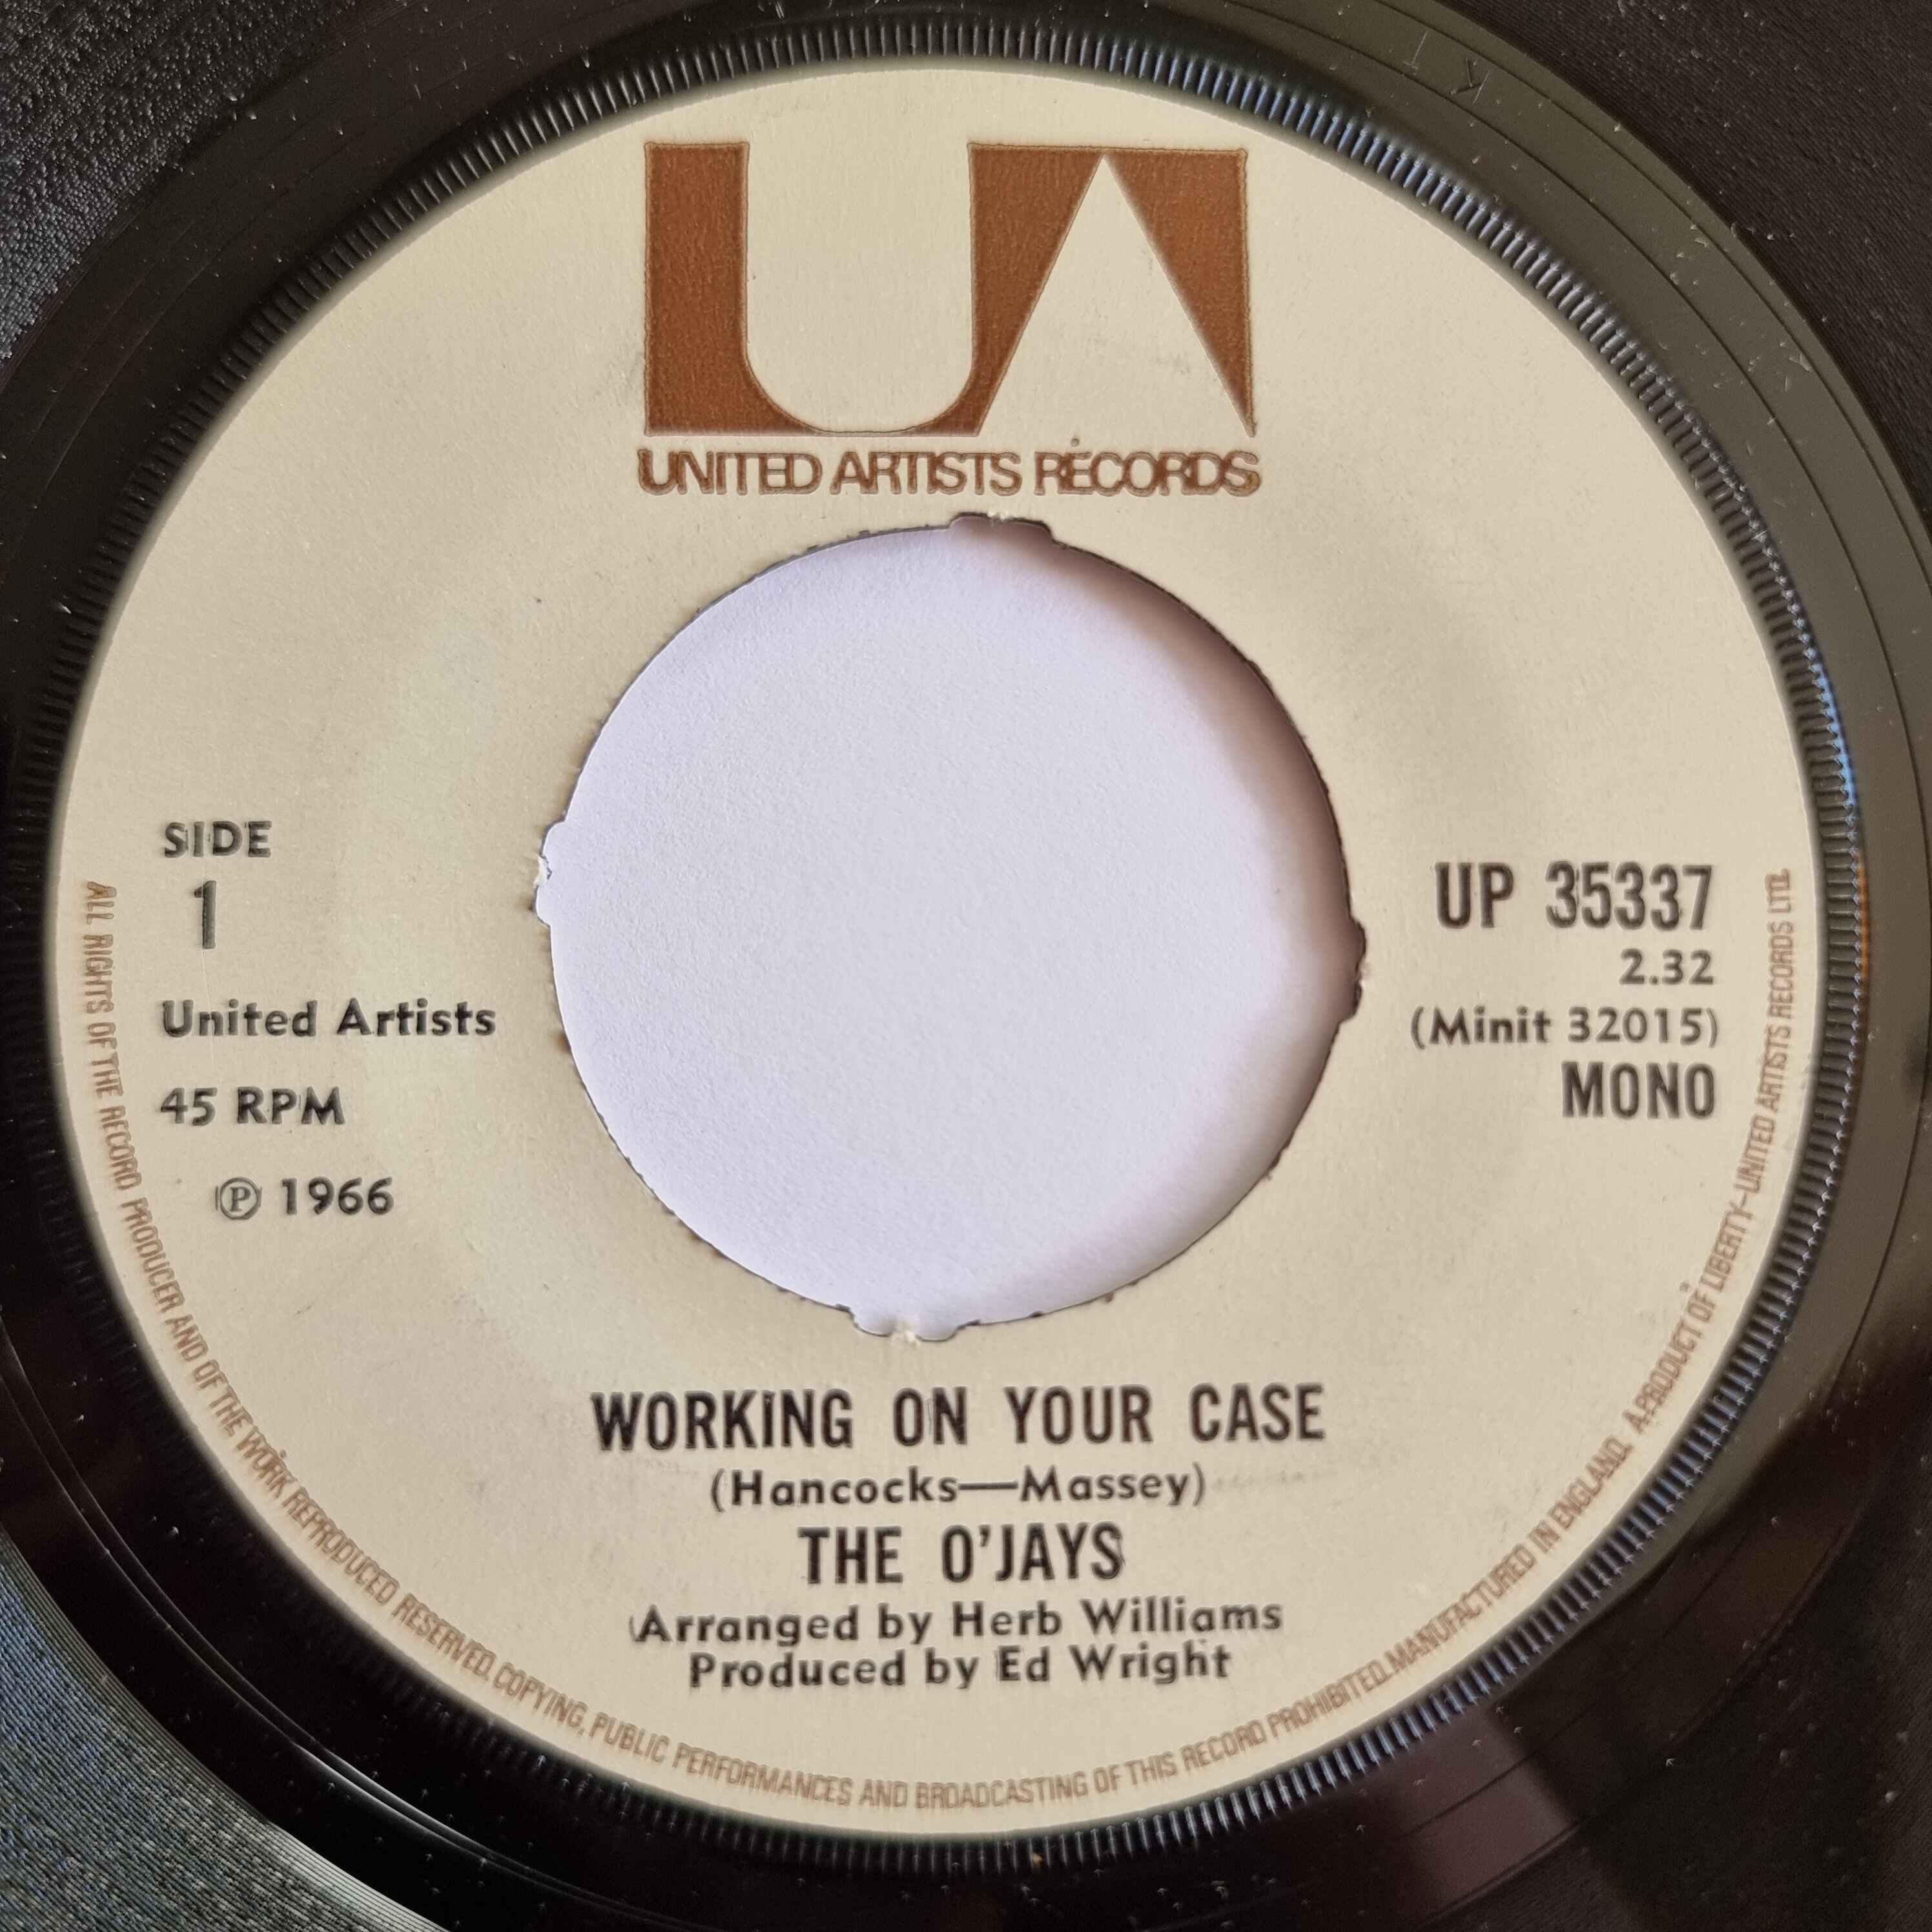 UA
UNITED ARTISTS RECORDS
SIDE
1
United Artists
45 RPM
℗ 1966
UP 35337
2.32
(Minit 32015)
MONO
WORKING ON YOUR CASE
(Hancocks—Massey)
THE O'JAYS
Arranged by Herb Williams
Produced by Ed Wright
ALL RIGHTS OF THE RECORD PRODUCER AND OF THE WORK REPRODUCED RESERVED. COPYING, PUBLIC PERFORMANCES AND BROADCASTING OF THIS RECORD PROHIBITED. MANUFACTURED IN ENGLAND. A PRODUCT OF LIBERTY–UNITED ARTISTS RECORDS LTD.